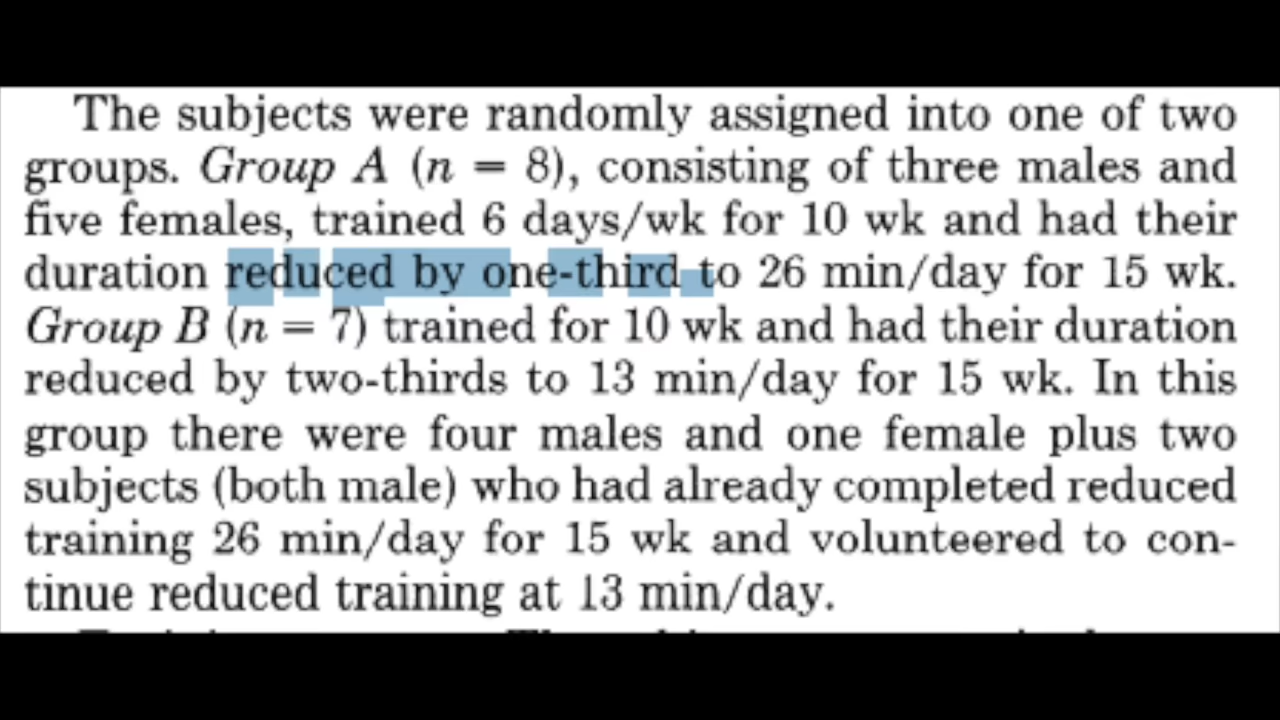 The subjects were randomly assigned into one of two
groups. Group A (n = 8), consisting of three males and
five females, trained 6 days/wk for 10 wk and had their
duration reduced by one-third to 26 min/day for 15 wk.
Group B (n = 7) trained for 10 wk and had their duration
reduced by two-thirds to 13 min/day for 15 wk. In this
group there were four males and one female plus two
subjects (both male) who had already completed reduced
training 26 min/day for 15 wk and volunteered to con-
tinue reduced training at 13 min/day.